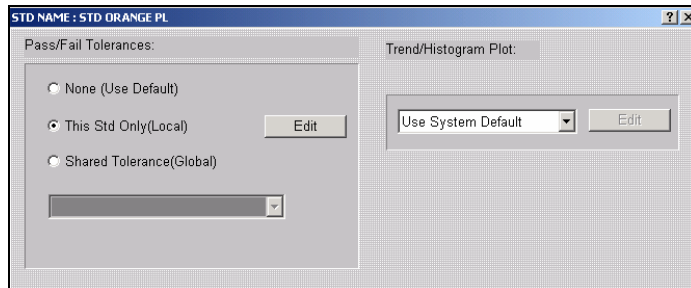 STD NAME : STD ORANGE PL
Pass/Fail Tolerances:
None (Use Default)
This Std Only(Local)
Edit
Shared Tolerance(Global)
Trend/Histogram Plot:
Use System Default
Edit